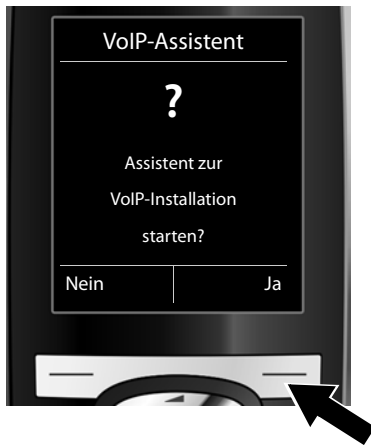 VoIP-Assistent
?
Assistent zur
VoIP-Installation
starten?
Nein Ja